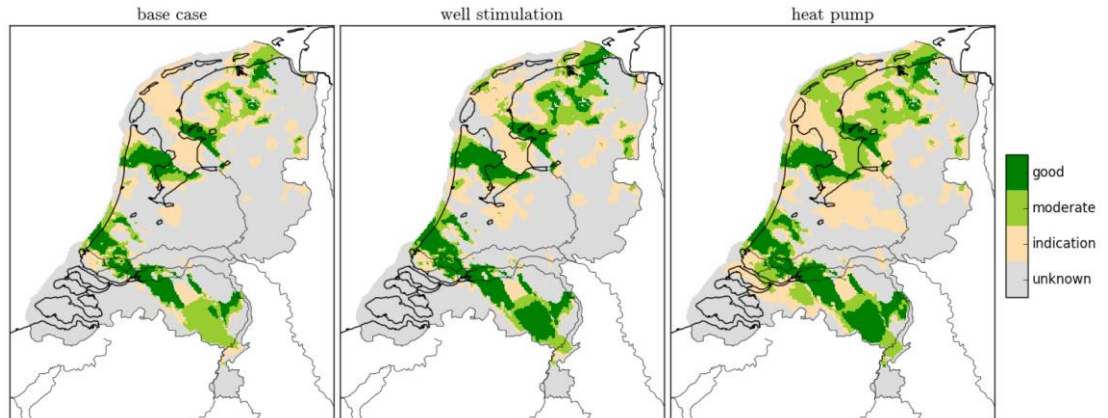 base case
well stimulation
heat pump
good
moderate
indication
unknown